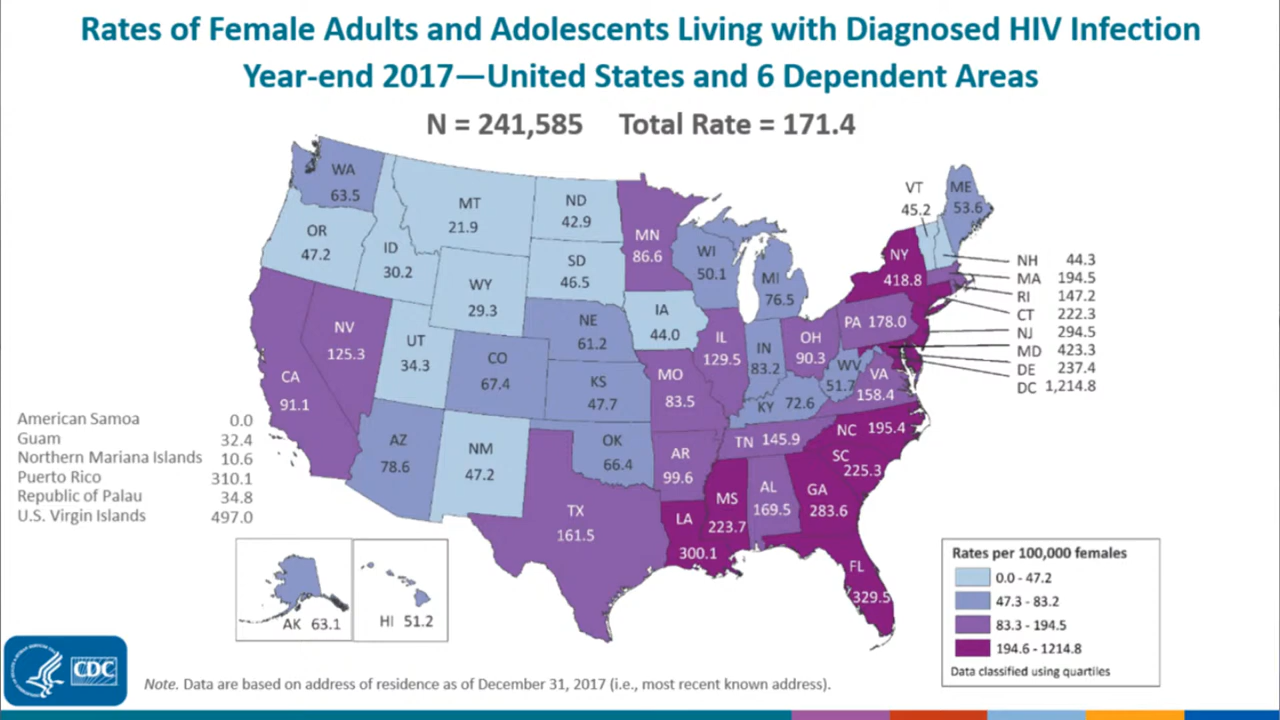 Rates of Female Adults and Adolescents Living with Diagnosed HIV Infection
Year-end 2017—United States and 6 Dependent Areas
N = 241,585 Total Rate = 171.4
WA
63.5
OR
47.2
ID
30.2
MT
21.9
WY
29.3
ND
42.9
SD
46.5
MN
86.6
WI
50.1
MI
76.5
VT
45.2
ME
53.6
NY
418.8
NH 44.3
MA 194.5
RI 147.2
CT 222.3
NJ 294.5
MD 423.3
DE 237.4
DC 1,214.8
CA
91.1
NV
125.3
UT
34.3
CO
67.4
NE
61.2
KS
47.7
IA
44.0
MO
83.5
IL
129.5
IN
83.2
OH
90.3
PA 178.0
WV
51.7
VA
158.4
KY 72.6
TN 145.9
NC 195.4
SC
225.3
AZ
78.6
NM
47.2
OK
66.4
AR
99.6
TX
161.5
LA
300.1
MS
223.7
AL
169.5
GA
283.6
FL
329.5
American Samoa 0.0
Guam 32.4
Northern Mariana Islands 10.6
Puerto Rico 310.1
Republic of Palau 34.8
U.S. Virgin Islands 497.0
AK 63.1
HI 51.2
Rates per 100,000 females
0.0 - 47.2
47.3 - 83.2
83.3 - 194.5
194.6 - 1214.8
Data classified using quartiles
CDC
Note. Data are based on address of residence as of December 31, 2017 (i.e., most recent known address).